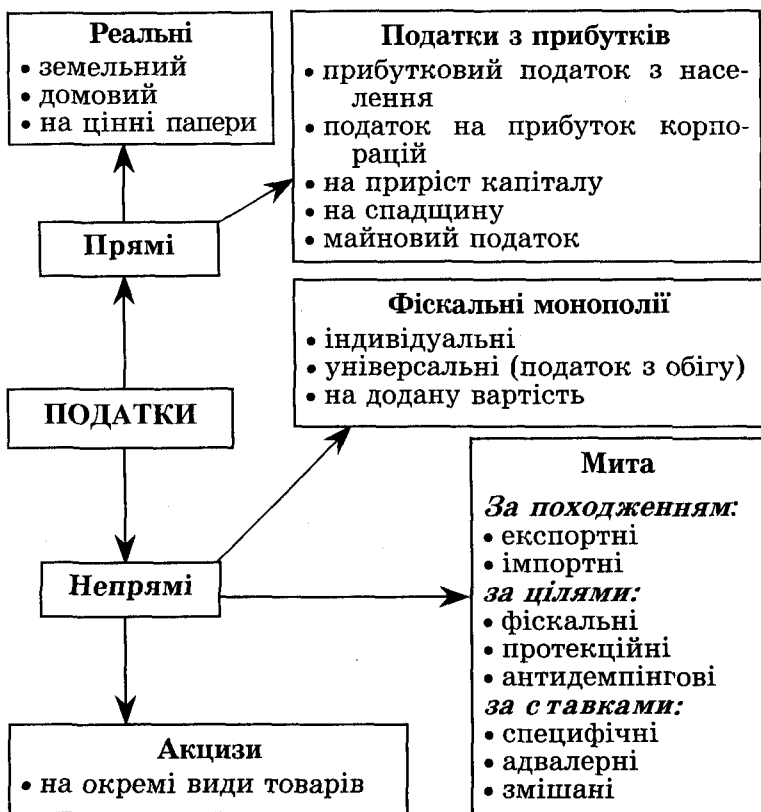 Реальні
• земельний
• домовий
• на цінні папери
Податки з прибутків
• прибутковий податок з насе-
лення
• податок на прибуток корпо-
рацій
• на приріст капіталу
• на спадщину
• майновий податок
Прямі
Фіскальні монополії
• індивідуальні
• універсальні (податок з обігу)
• на додану вартість
ПОДАТКИ
Мита
За походженням:
• експортні
• імпортні
за цілями:
• фіскальні
• протекційні
• антидемпінгові
за ставками:
• специфічні
• адвалерні
• змішані
Непрямі
Акцизи
• на окремі види товарів